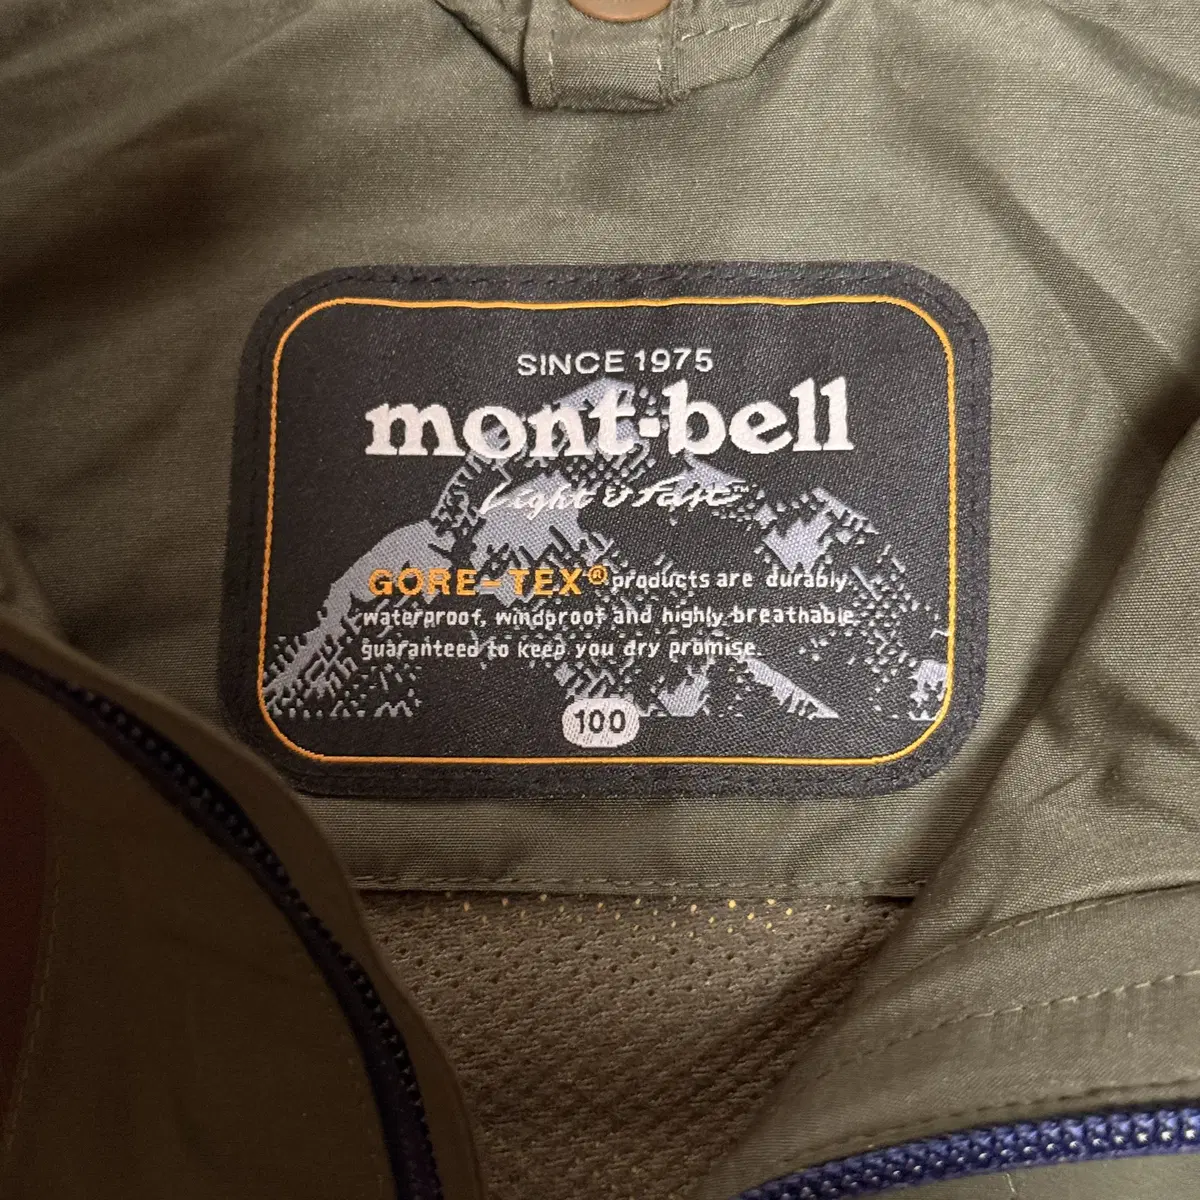 SINCE 1975
mont-bell
Light & Fast™
GORE-TEX® products are durably
waterproof, windproof and highly breathable
guaranteed to keep you dry promise.
100